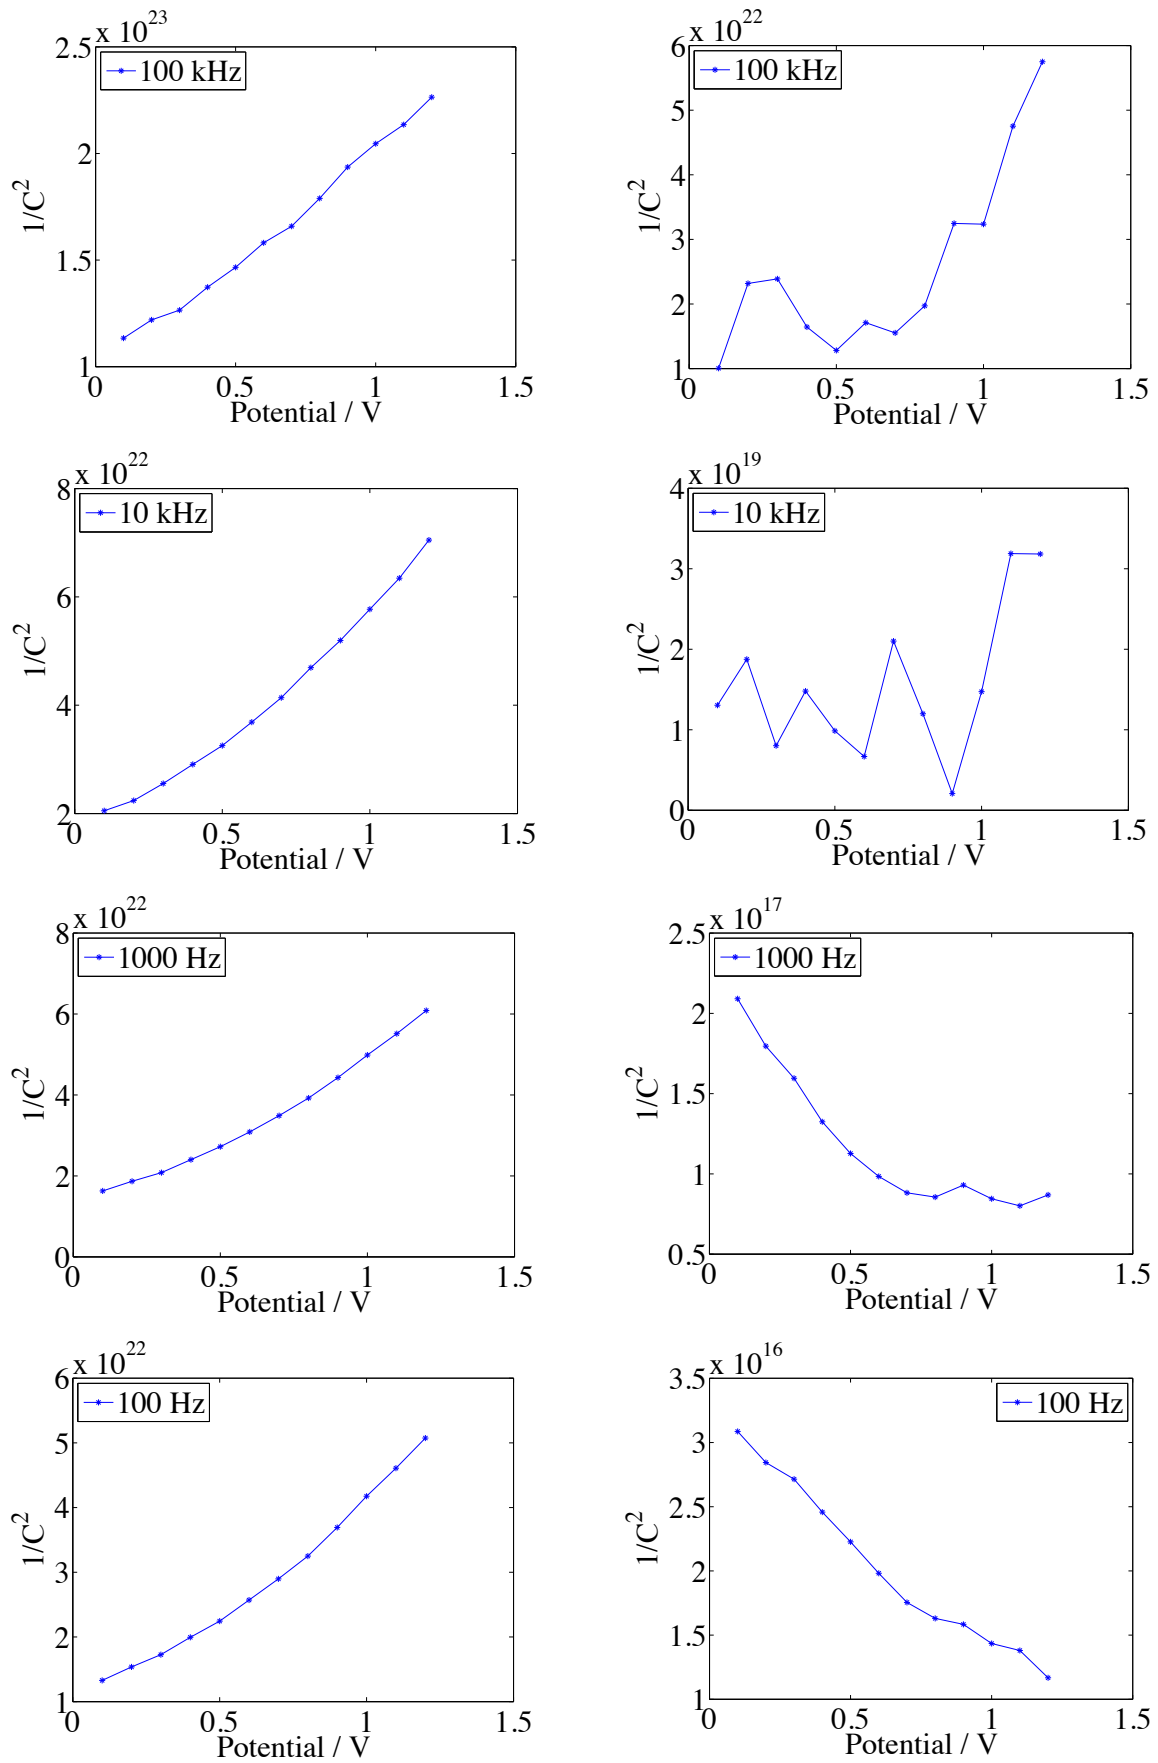 x 10^23
2.5
2
1.5
1
100 kHz
1/C^2
0 0.5 1 1.5
Potential / V
x 10^22
6
5
4
3
2
1
100 kHz
1/C^2
0 0.5 1 1.5
Potential / V
x 10^22
8
6
4
2
10 kHz
1/C^2
0 0.5 1 1.5
Potential / V
x 10^19
4
3
2
1
0
10 kHz
1/C^2
0 0.5 1 1.5
Potential / V
x 10^22
8
6
4
2
0
1000 Hz
1/C^2
0 0.5 1 1.5
Potential / V
x 10^17
2.5
2
1.5
1
0.5
1000 Hz
1/C^2
0 0.5 1 1.5
Potential / V
x 10^22
6
5
4
3
2
1
100 Hz
1/C^2
0 0.5 1 1.5
Potential / V
x 10^16
3.5
3
2.5
2
1.5
1
100 Hz
1/C^2
0 0.5 1 1.5
Potential / V